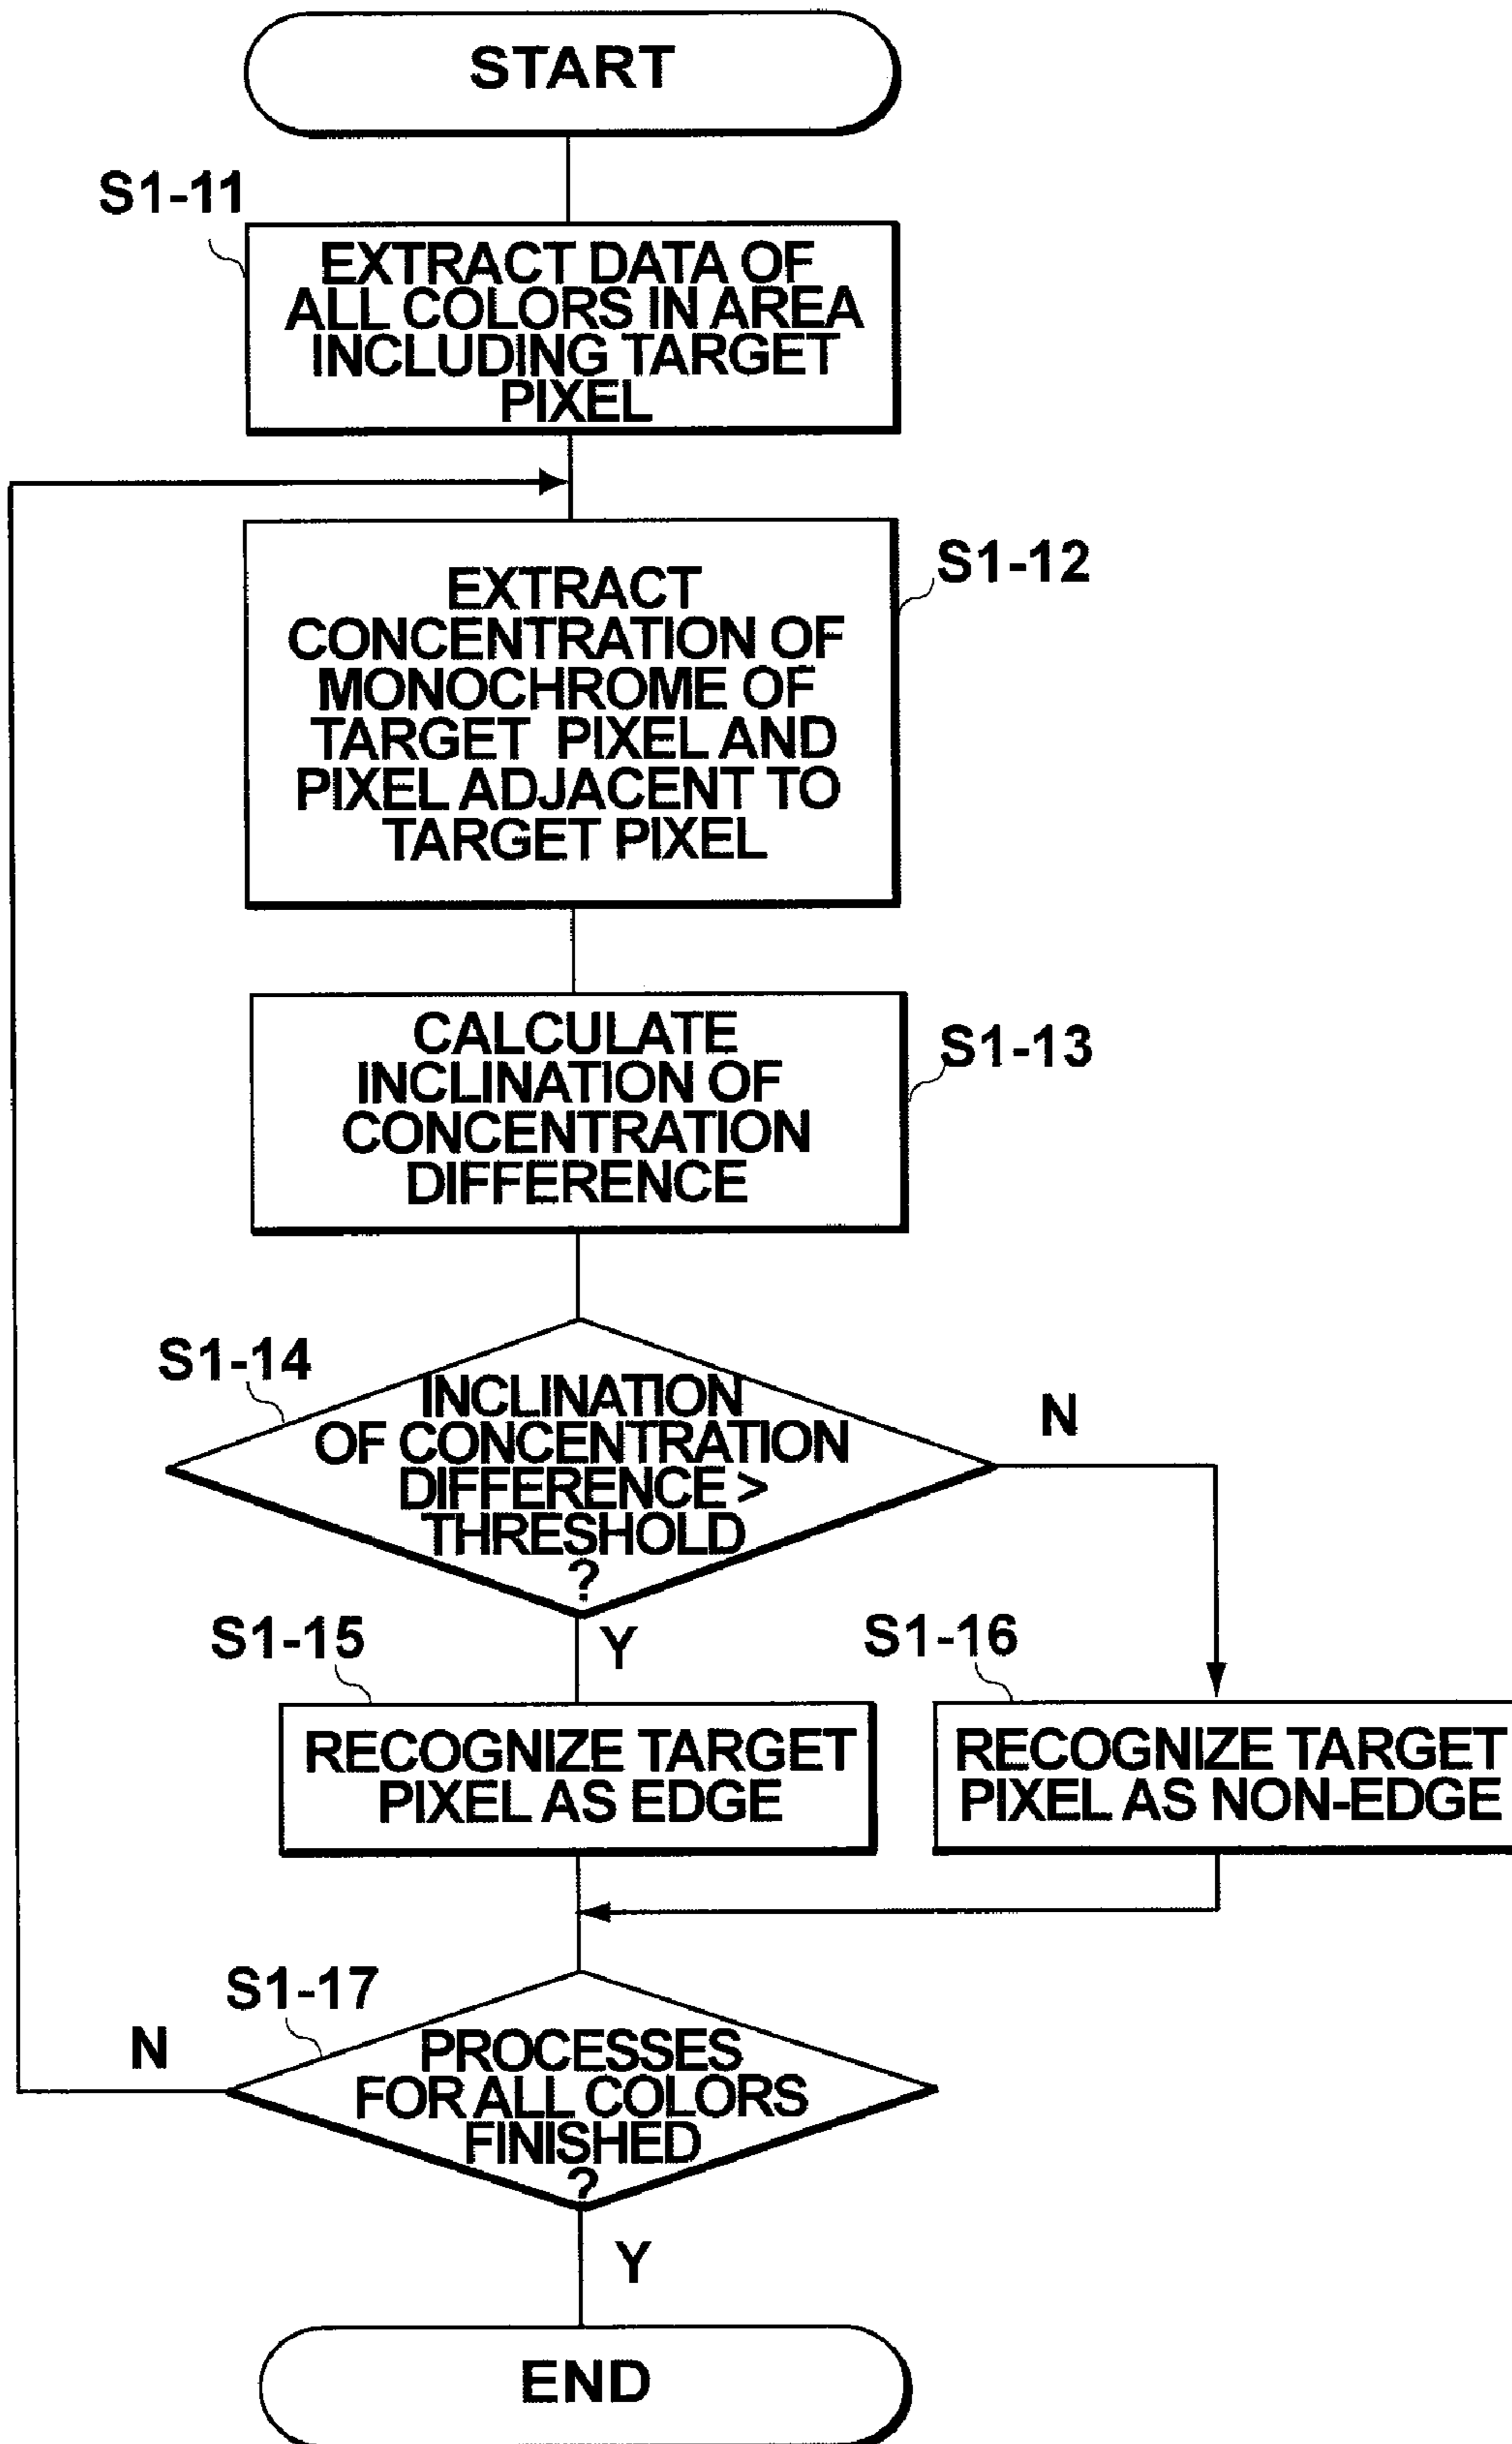 START
S1-11
EXTRACT DATA OF
ALL COLORS IN AREA
INCLUDING TARGET
PIXEL
S1-12
EXTRACT
CONCENTRATION OF
MONOCHROME OF
TARGET PIXEL AND
PIXEL ADJACENT TO
TARGET PIXEL
S1-13
CALCULATE
INCLINATION OF
CONCENTRATION
DIFFERENCE
S1-14
INCLINATION
OF CONCENTRATION
DIFFERENCE >
THRESHOLD
?
N
Y
S1-15
RECOGNIZE TARGET
PIXEL AS EDGE
S1-16
RECOGNIZE TARGET
PIXEL AS NON-EDGE
S1-17
PROCESSES
FOR ALL COLORS
FINISHED
?
N
Y
END